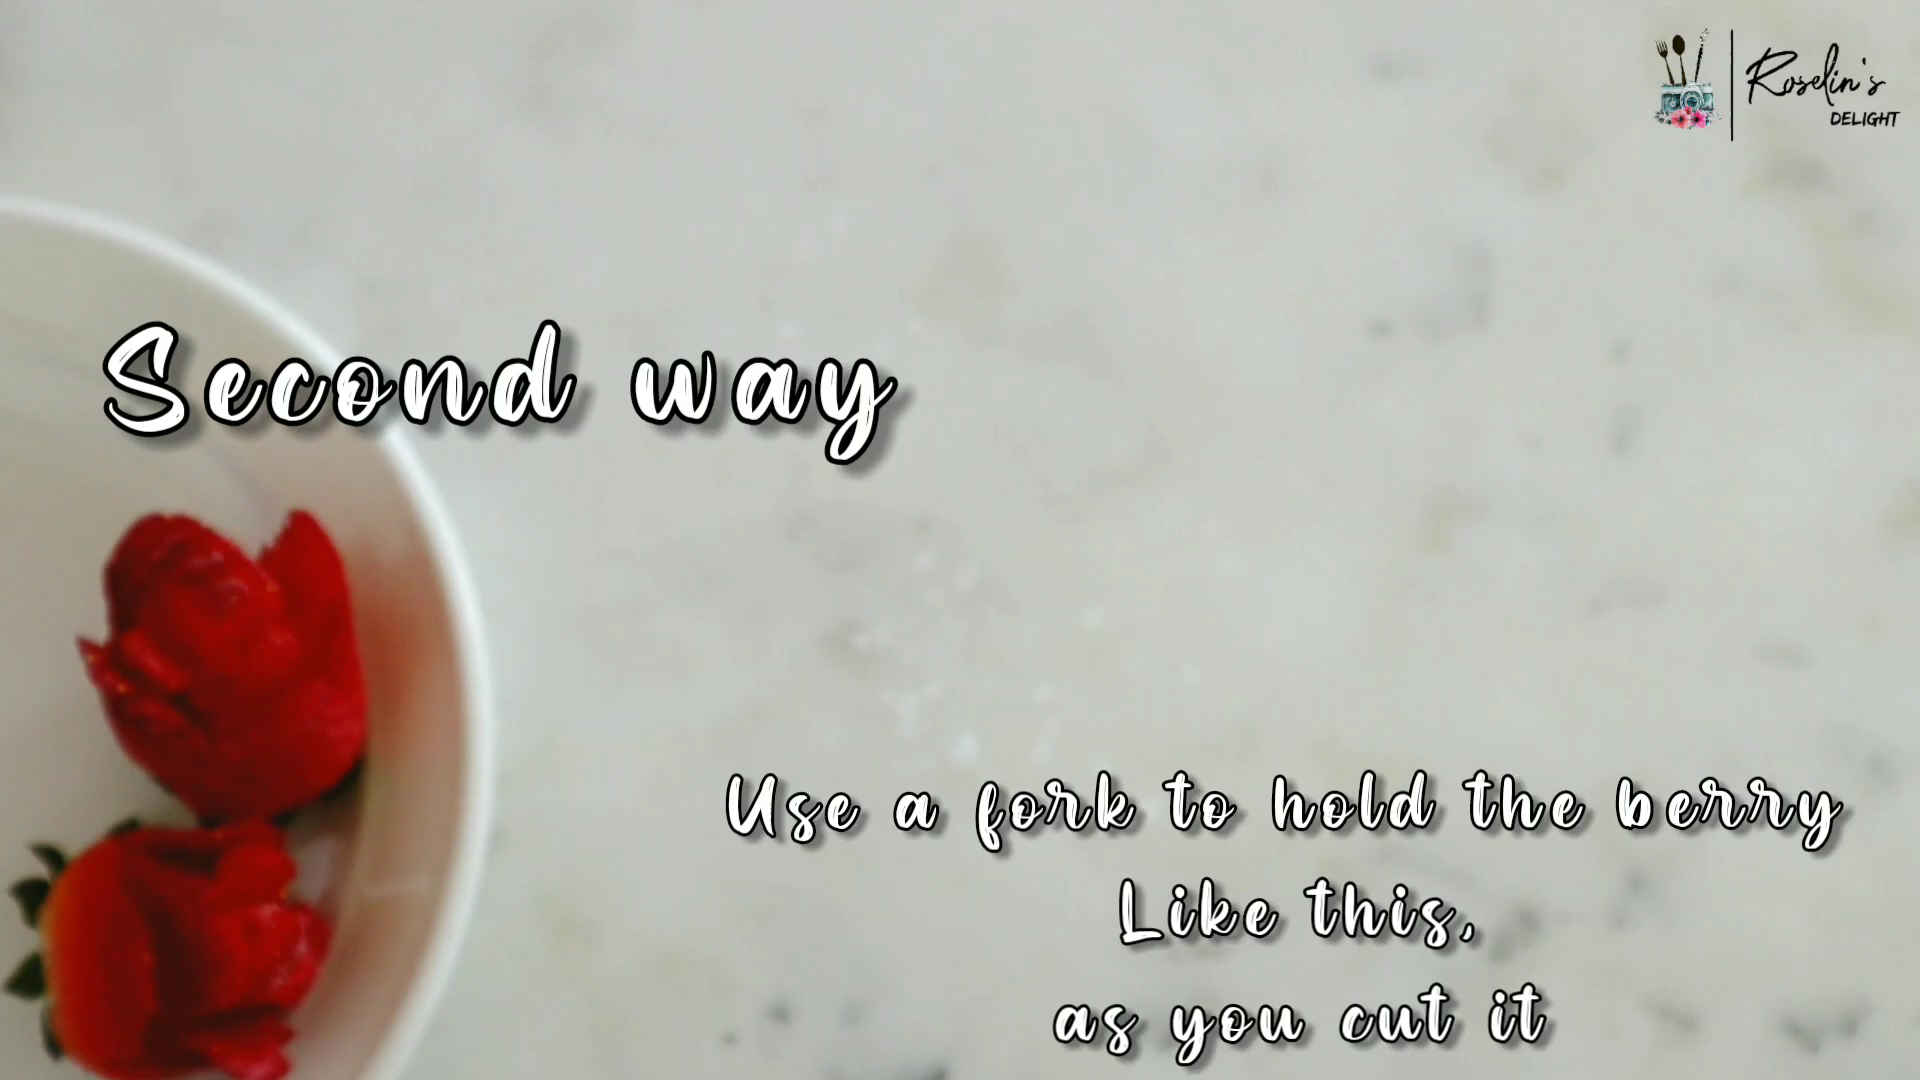 Roselin's
DELIGHT
Second way
Use a fork to hold the berry
Like this,
as you cut it